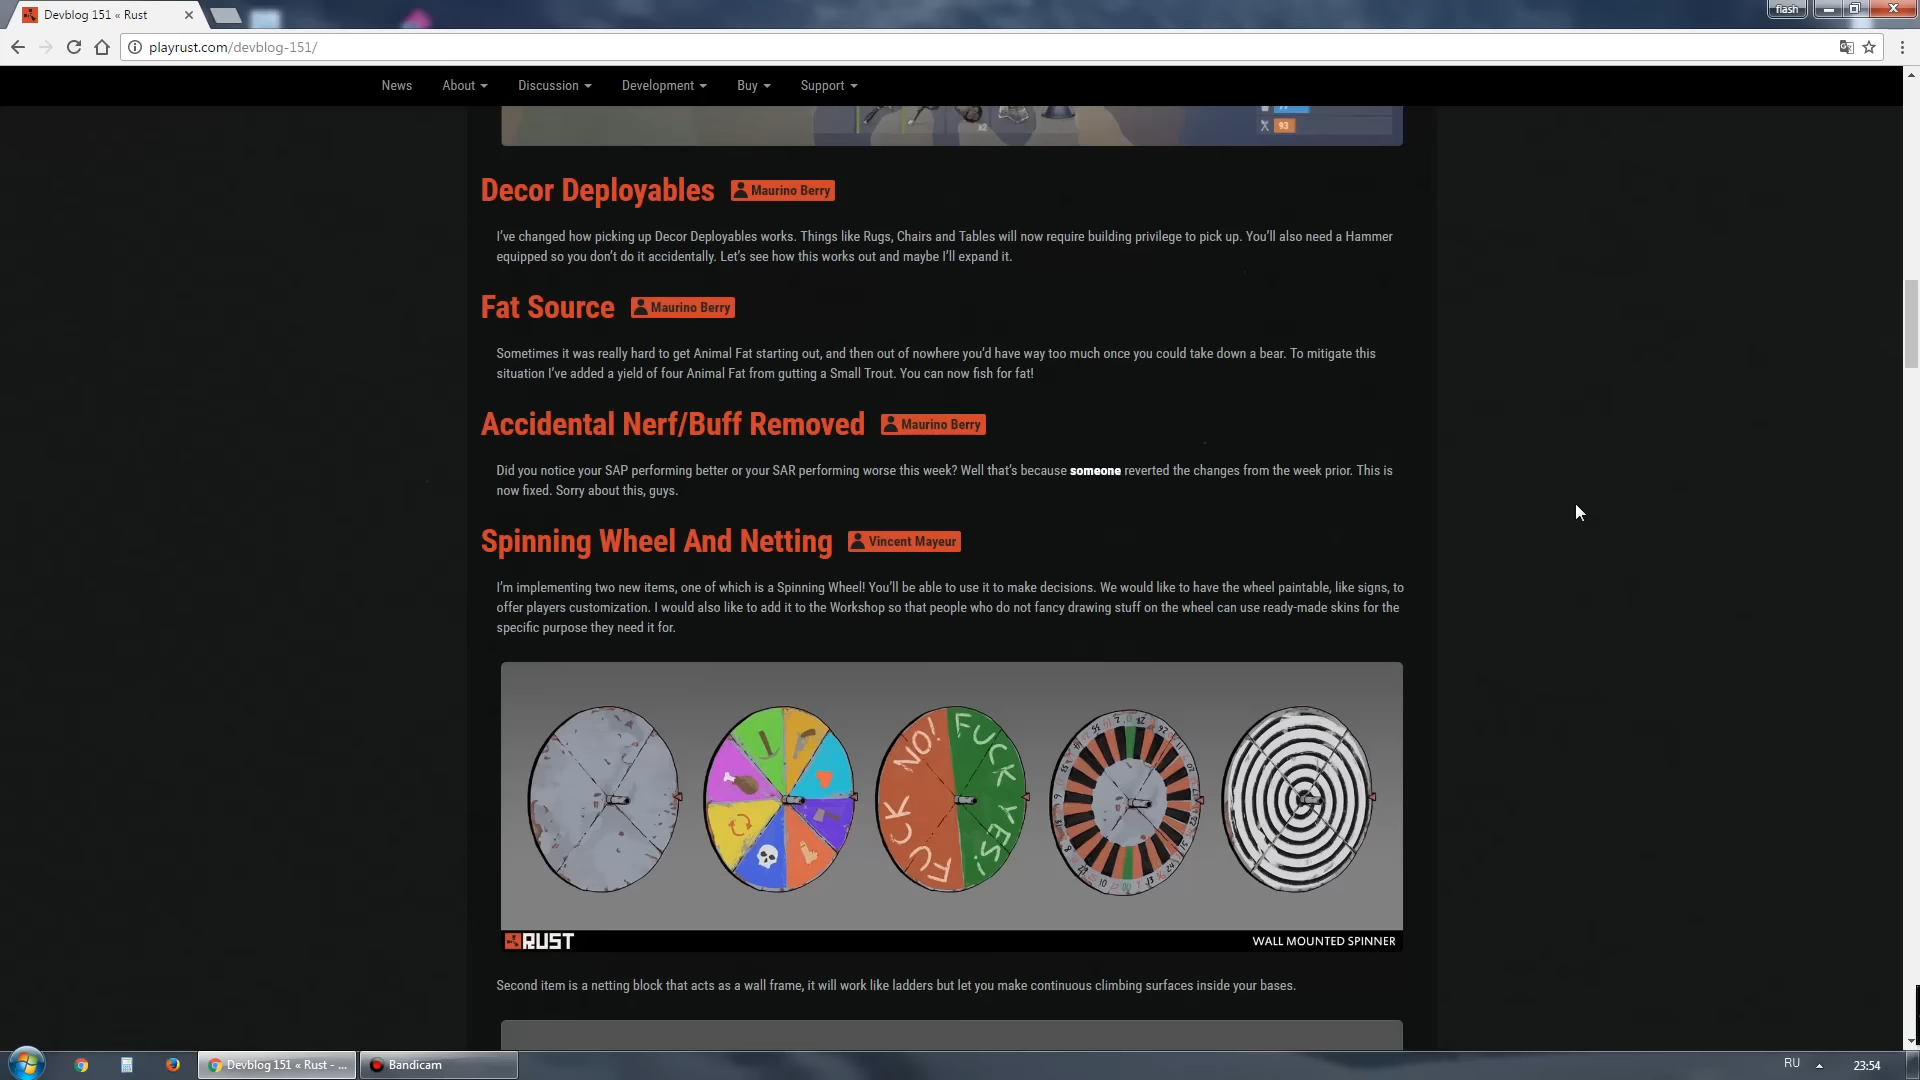 Devblog 151 « Rust
flash
playrust.com/devblog-151/
News About Discussion Development Buy Support
x2
77
93
Decor Deployables Maurino Berry
I've changed how picking up Decor Deployables works. Things like Rugs, Chairs and Tables will now require building privilege to pick up. You'll also need a Hammer
equipped so you don't do it accidentally. Let's see how this works out and maybe I'll expand it.
Fat Source Maurino Berry
Sometimes it was really hard to get Animal Fat starting out, and then out of nowhere you'd have way too much once you could take down a bear. To mitigate this
situation I've added a yield of four Animal Fat from gutting a Small Trout. You can now fish for fat!
Accidental Nerf/Buff Removed Maurino Berry
Did you notice your SAP performing better or your SAR performing worse this week? Well that's because someone reverted the changes from the week prior. This is
now fixed. Sorry about this, guys.
Spinning Wheel And Netting Vincent Mayeur
I'm implementing two new items, one of which is a Spinning Wheel! You'll be able to use it to make decisions. We would like to have the wheel paintable, like signs, to
offer players customization. I would also like to add it to the Workshop so that people who do not fancy drawing stuff on the wheel can use ready-made skins for the
specific purpose they need it for.
FUCK NO!
FUCK YES!
RUST
WALL MOUNTED SPINNER
Second item is a netting block that acts as a wall frame, it will work like ladders but let you make continuous climbing surfaces inside your bases.
Devblog 151 « Rust - ...
Bandicam
RU
23:54